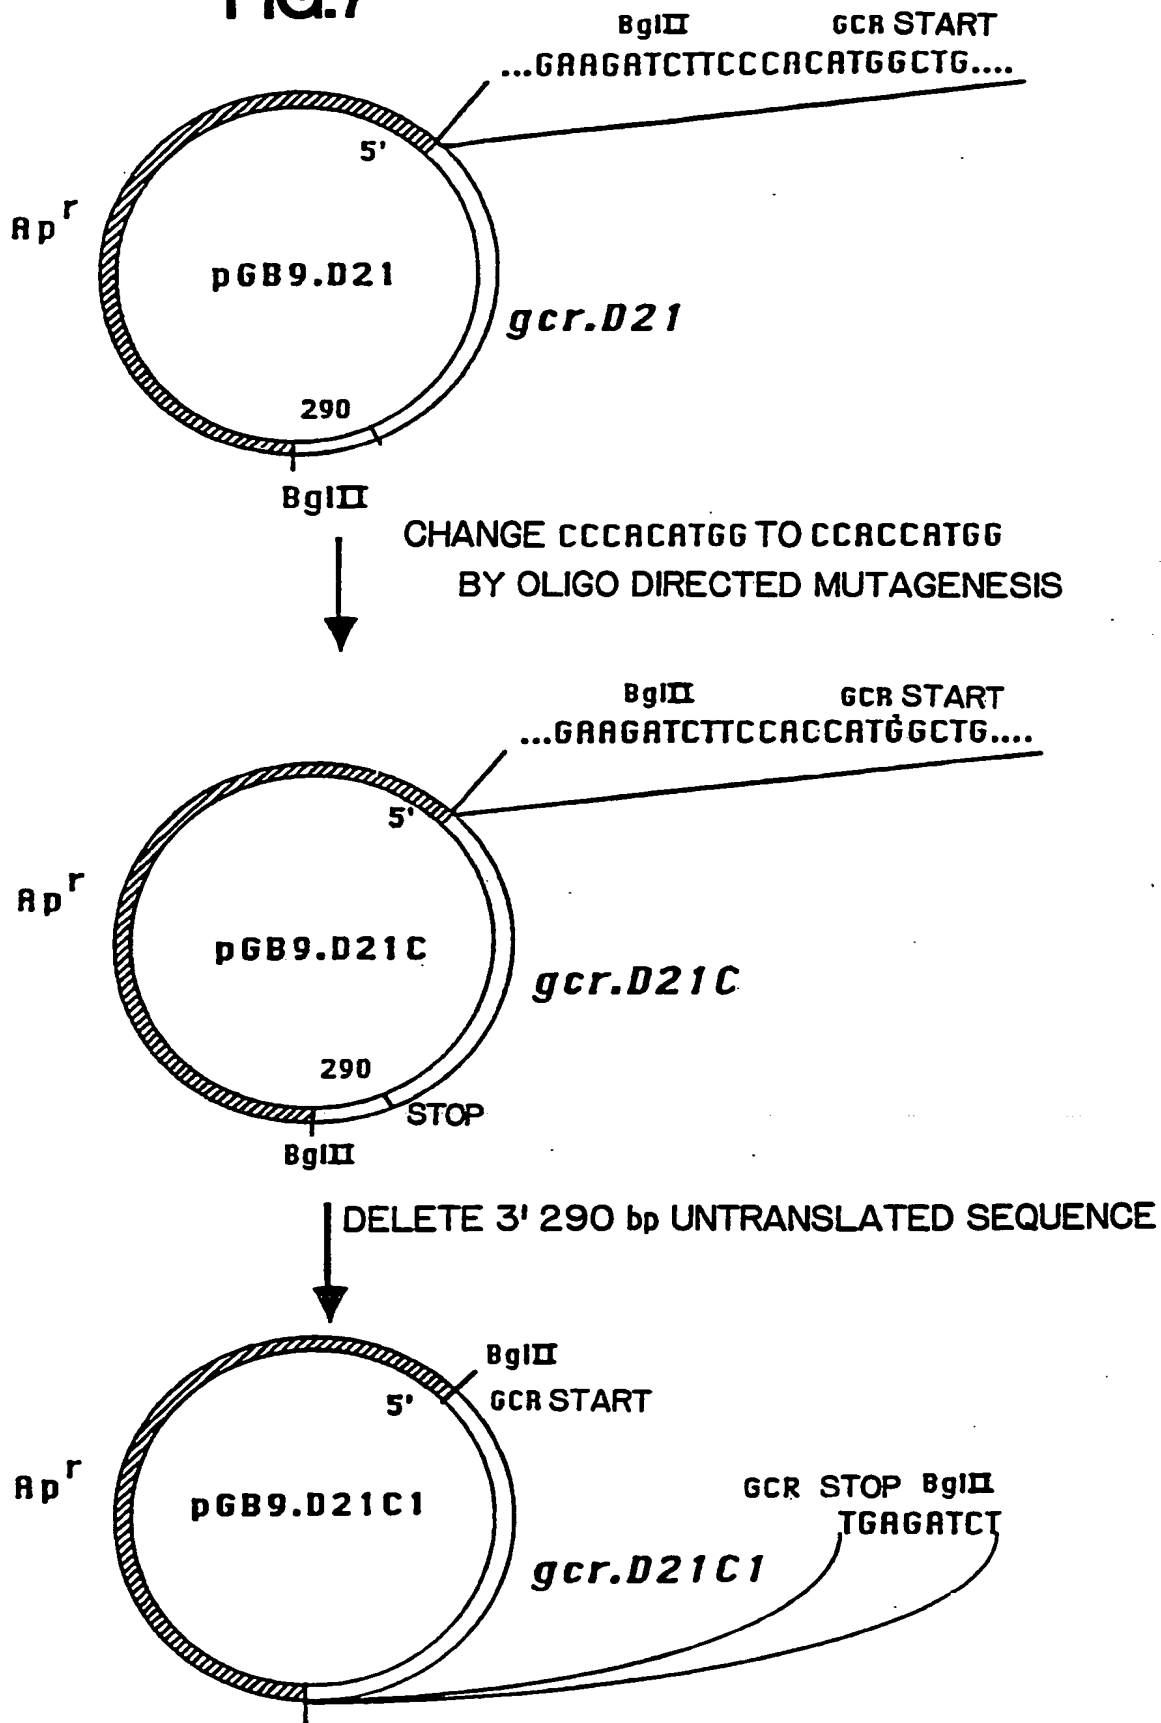 FIG.7
BglII GCR START
...GAAGATCTTCCCACATGGCTG....
5'
Ap r
pGB9.D21
gcr.D21
290
BglII
CHANGE CCCACATGG TO CCACCATGG
BY OLIGO DIRECTED MUTAGENESIS
BglII GCR START
...GAAGATCTTCCACCATGGCTG....
5'
Ap r
pGB9.D21C
gcr.D21C
290
STOP
BglII
DELETE 3' 290 bp UNTRANSLATED SEQUENCE
BglII
5' GCR START
Ap r
GCR STOP BglII
pGB9.D21C1
TGAGATCT
gcr.D21C1